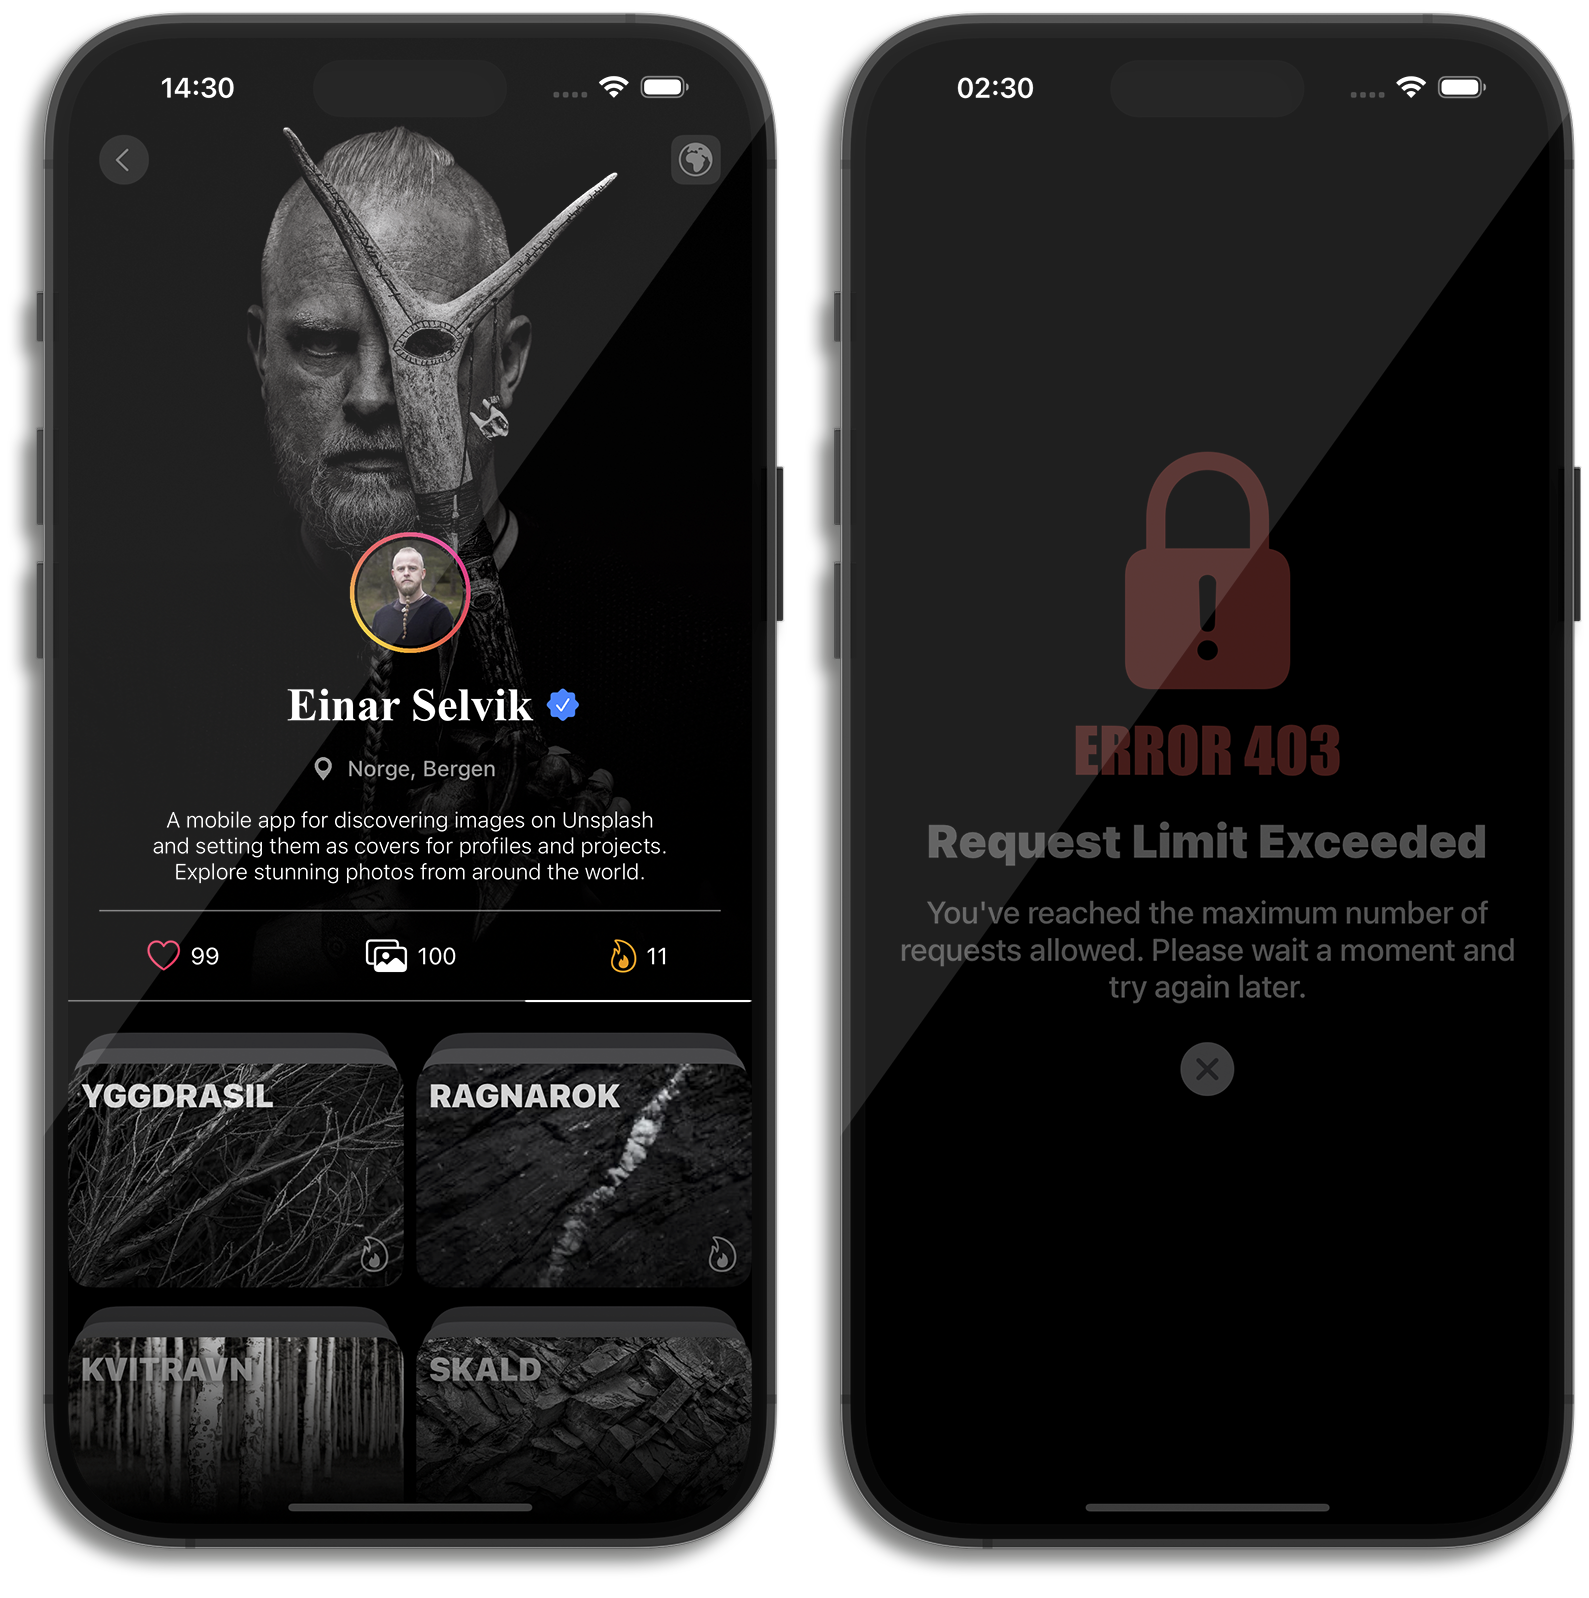 14:30
Einar Selvik
Norge, Bergen
A mobile app for discovering images on Unsplash
and setting them as covers for profiles and projects.
Explore stunning photos from around the world.
99
100
11
YGGDRASIL
RAGNAROK
KVITRAVN
SKALD
02:30
ERROR 403
Request Limit Exceeded
You've reached the maximum number of
requests allowed. Please wait a moment and
try again later.